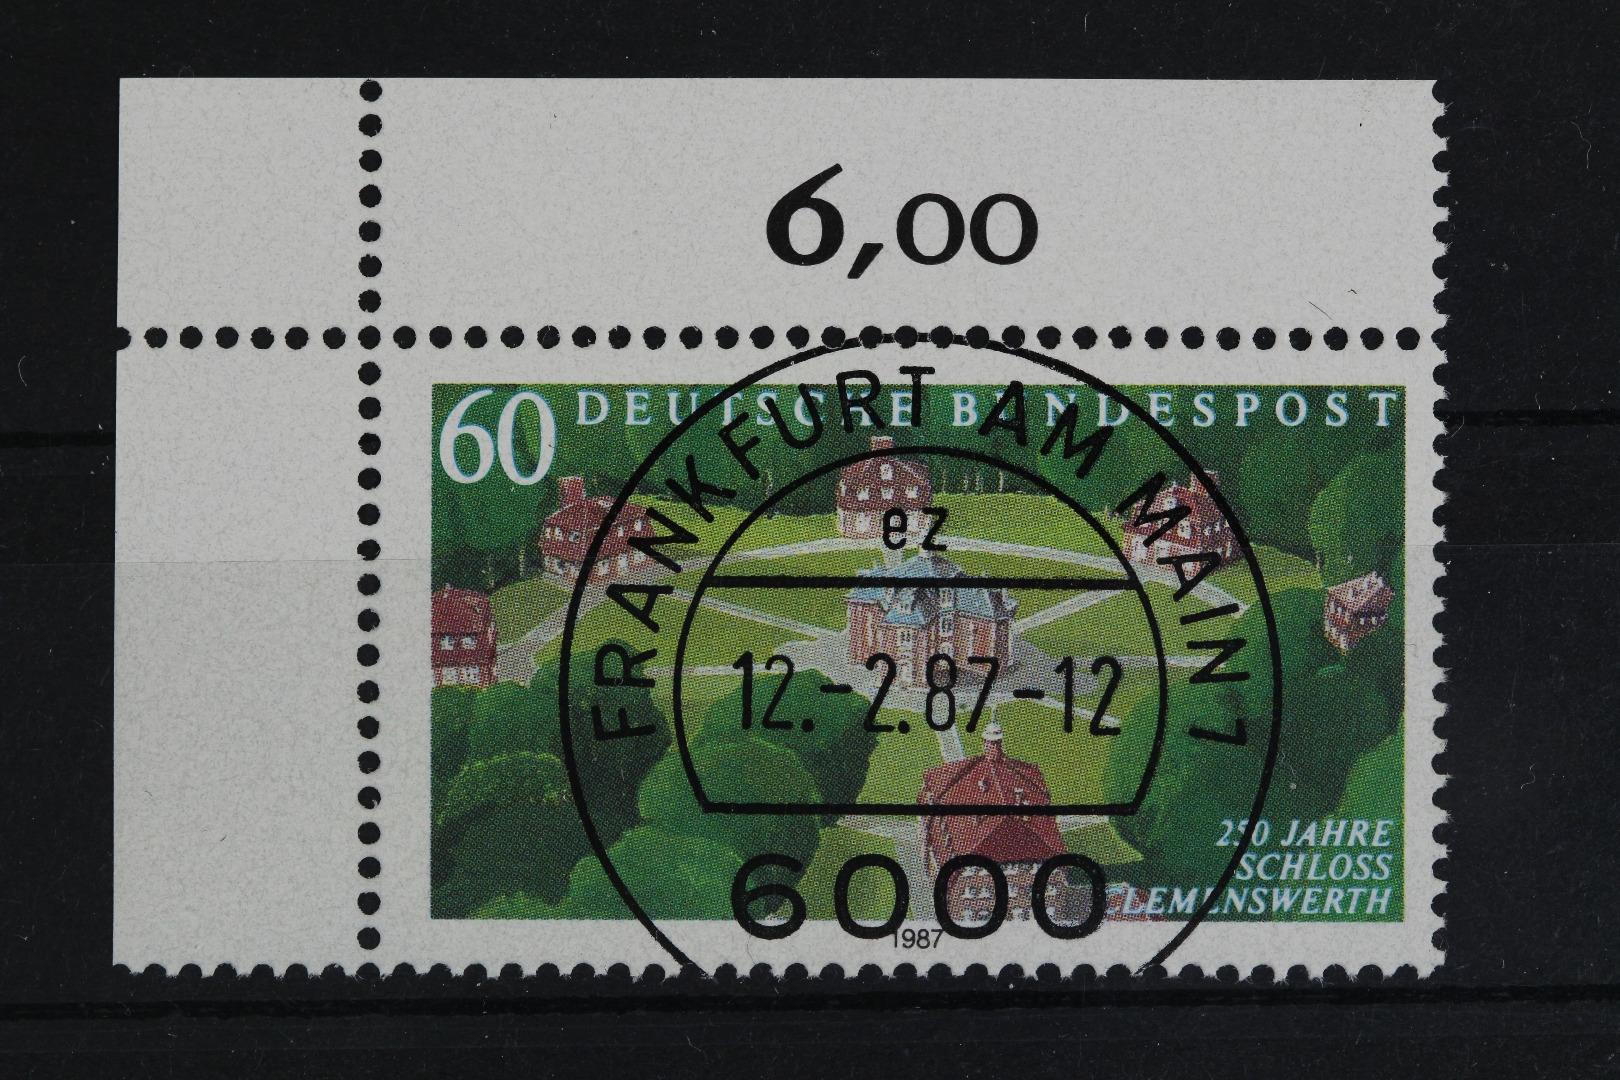 6,00
60 DEUTSCHE BUNDESPOST
FRANKFURT AM MAIN 1
ez
12.-2.87-12
6000
250 JAHRE
SCHLOSS
CLEMENSWERTH
1987